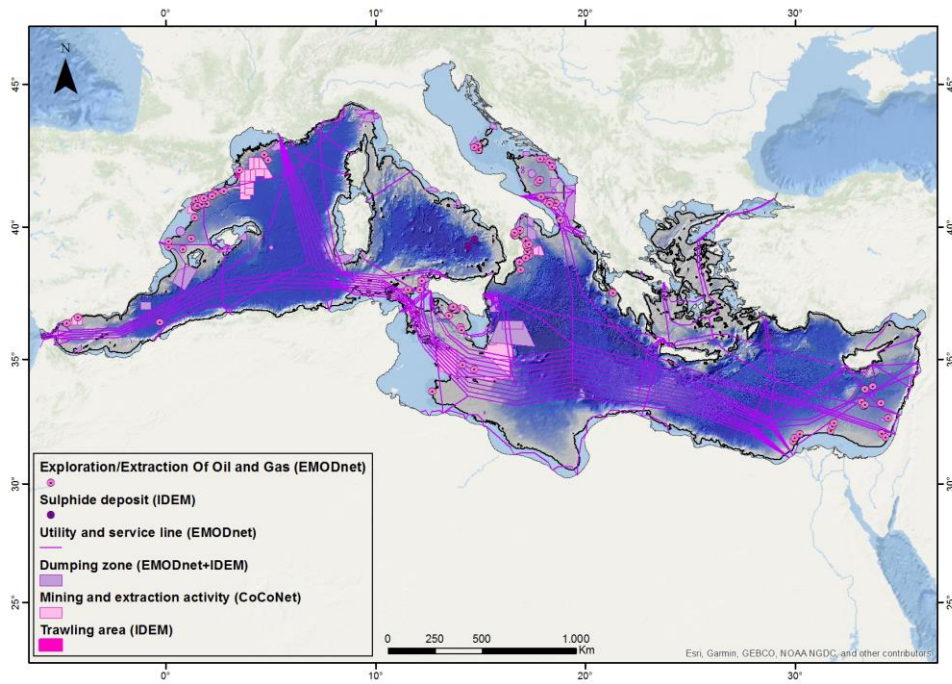 0° 10° 20° 30°
N
45° 45°
40° 40°
35° 35°
30° 30°
25° 25°
Exploration/Extraction Of Oil and Gas (EMODnet)
Sulphide deposit (IDEM)
Utility and service line (EMODnet)
Dumping zone (EMODnet+IDEM)
Mining and extraction activity (CoCoNet)
Trawling area (IDEM)
0 250 500 1.000
Km
Esri, Garmin, GEBCO, NOAA NGDC, and other contributors
0° 10° 20° 30°